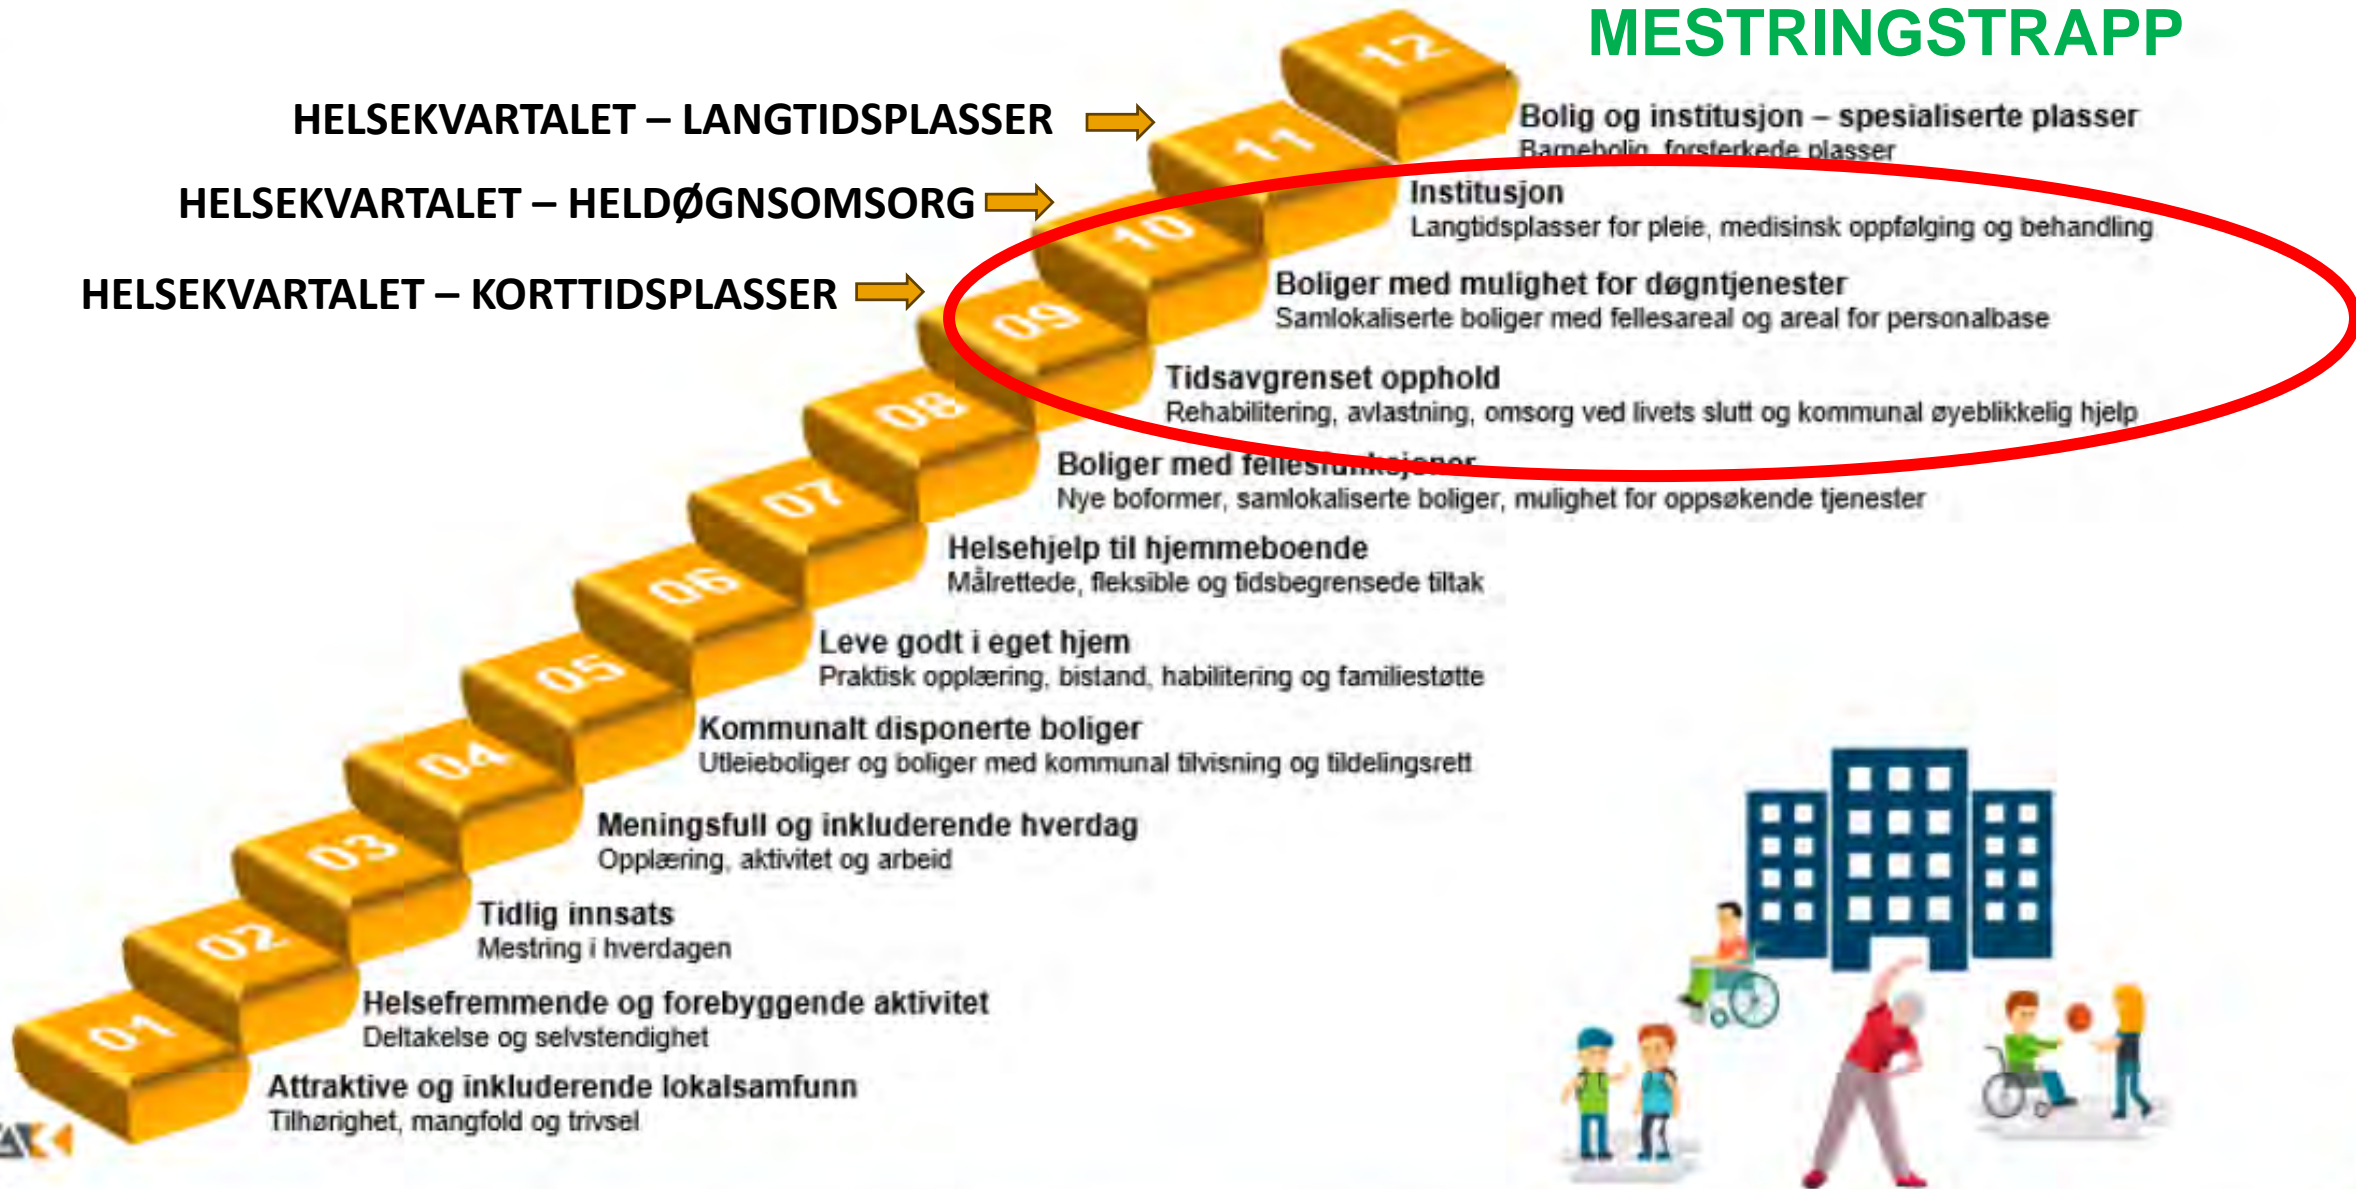 MESTRINGSTRAPP
12
Bolig og institusjon – spesialiserte plasser
Barnebolig, forsterkede plasser
HELSEKVARTALET – LANGTIDSPLASSER
11
Institusjon
Langtidsplasser for pleie, medisinsk oppfølging og behandling
HELSEKVARTALET – HELDØGNSOMSORG
10
Boliger med mulighet for døgntjenester
Samlokaliserte boliger med fellesareal og areal for personalbase
HELSEKVARTALET – KORTTIDSPLASSER
09
Tidsavgrenset opphold
Rehabilitering, avlastning, omsorg ved livets slutt og kommunal øyeblikkelig hjelp
08
Boliger med fellesfunksjoner
Nye boformer, samlokaliserte boliger, mulighet for oppsøkende tjenester
07
Helsehjelp til hjemmeboende
Målrettede, fleksible og tidsbegrensede tiltak
06
Leve godt i eget hjem
Praktisk opplæring, bistand, habilitering og familiestøtte
05
Kommunalt disponerte boliger
Utleieboliger og boliger med kommunal tilvisning og tildelingsrett
04
Meningsfull og inkluderende hverdag
Opplæring, aktivitet og arbeid
03
Tidlig innsats
Mestring i hverdagen
02
Helsefremmende og forebyggende aktivitet
Deltakelse og selvstendighet
01
Attraktive og inkluderende lokalsamfunn
Tilhørighet, mangfold og trivsel